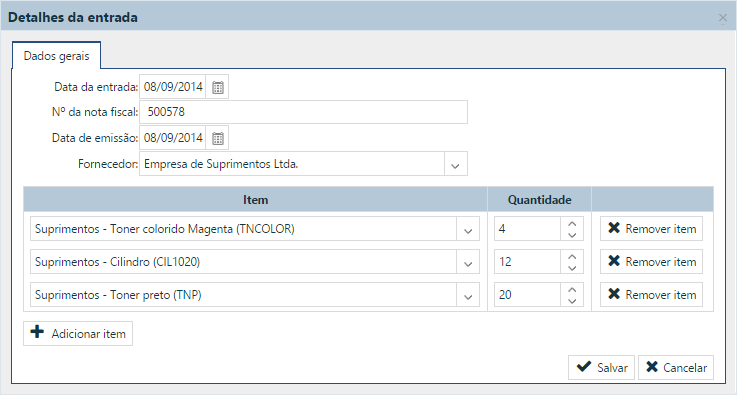 Detalhes da entrada
Dados gerais
Data da entrada: 08/09/2014
Nº da nota fiscal: 500578
Data de emissão: 08/09/2014
Fornecedor: Empresa de Suprimentos Ltda.
Item Quantidade
Suprimentos - Toner colorido Magenta (TNCOLOR) 4 Remover item
Suprimentos - Cilindro (CIL1020) 12 Remover item
Suprimentos - Toner preto (TNP) 20 Remover item
Adicionar item
Salvar Cancelar